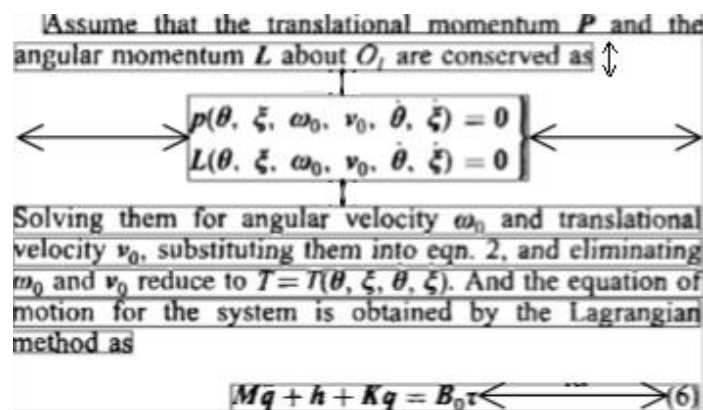 Assume that the translational momentum P and the
angular momentum L about O_I are conserved as
p(θ, ξ, ω₀, v₀, θ̇, ξ̇) = 0
L(θ, ξ, ω₀, v₀, θ̇, ξ̇) = 0
Solving them for angular velocity ω₀ and translational
velocity v₀, substituting them into eqn. 2, and eliminating
ω₀ and v₀ reduce to T = T(θ, ξ, θ, ξ). And the equation of
motion for the system is obtained by the Lagrangian
method as
Mq̈ + h + Kq = B₀τ (6)